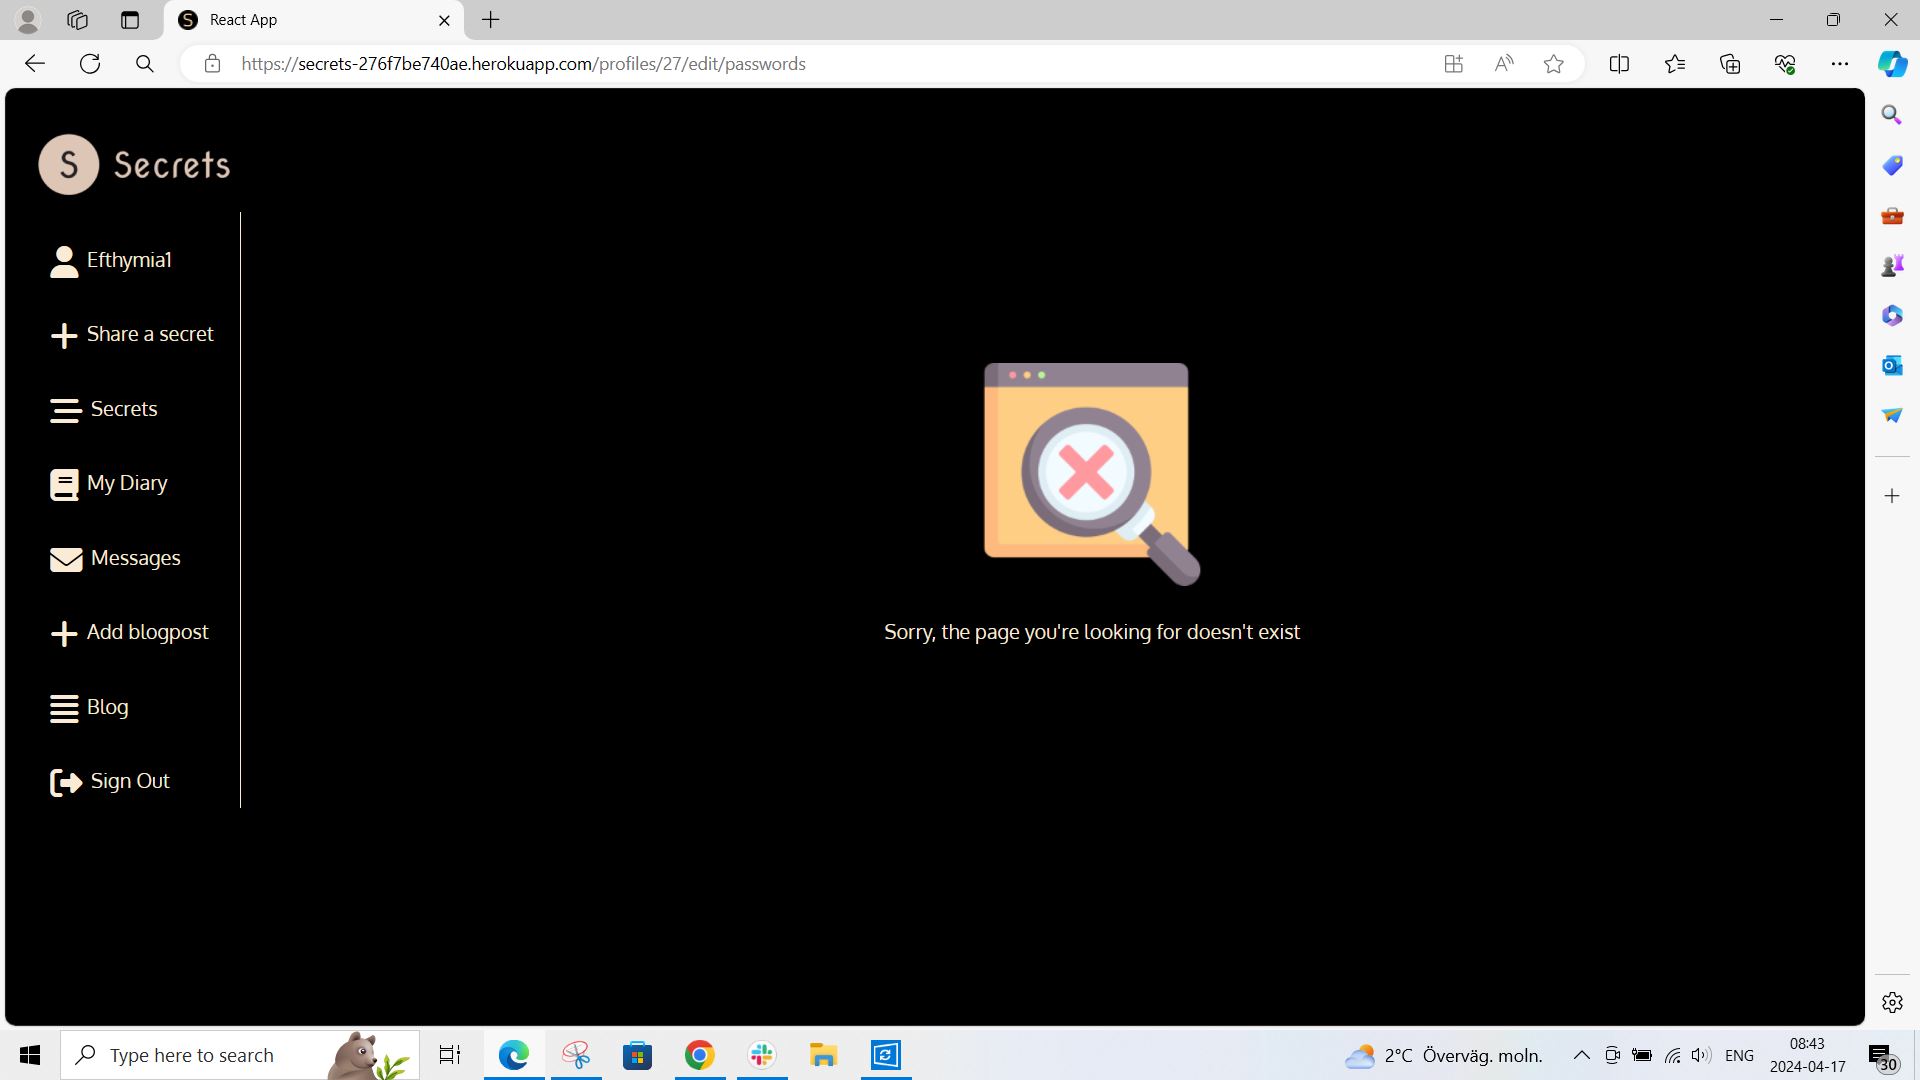 React App
https://secrets-276f7be740ae.herokuapp.com/profiles/27/edit/passwords
S Secrets
Efthymia1
Share a secret
Secrets
My Diary
Messages
Add blogpost
Blog
Sign Out
Sorry, the page you're looking for doesn't exist
Type here to search
2°C Överväg. moln.
ENG
08:43
2024-04-17
30